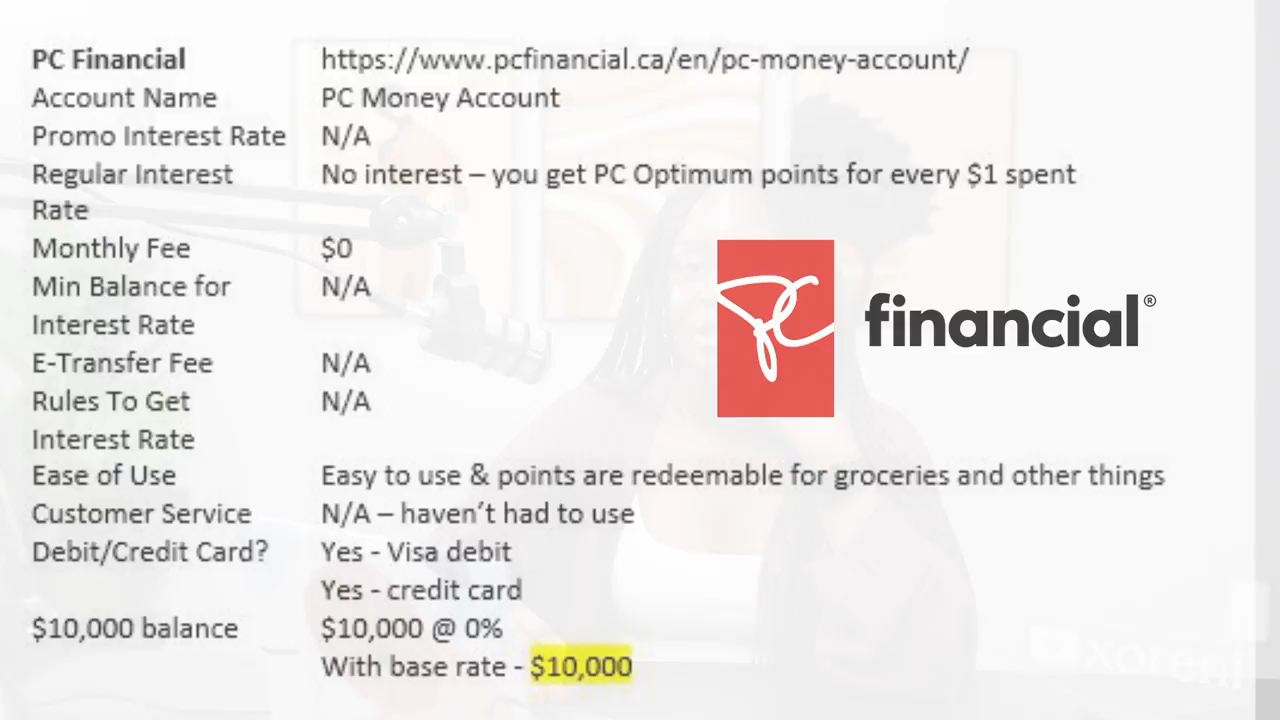 PC Financial https://www.pcfinancial.ca/en/pc-money-account/
Account Name PC Money Account
Promo Interest Rate N/A
Regular Interest Rate No interest – you get PC Optimum points for every $1 spent
Monthly Fee $0
Min Balance for Interest Rate N/A
E-Transfer Fee N/A
Rules To Get Interest Rate N/A
Ease of Use Easy to use & points are redeemable for groceries and other things
Customer Service N/A – haven’t had to use
Debit/Credit Card? Yes - Visa debit
Yes - credit card
$10,000 balance $10,000 @ 0%
With base rate - $10,000
PC financial®